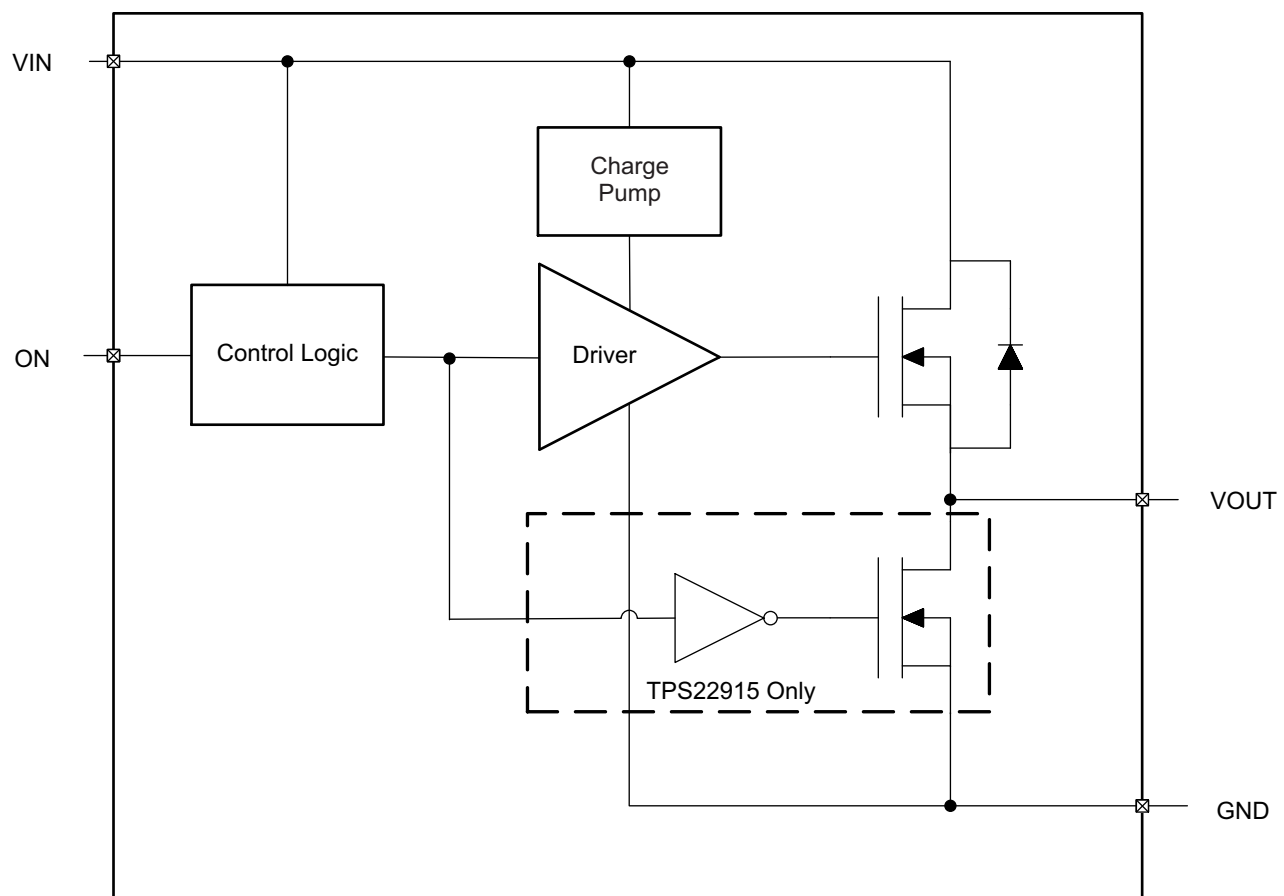 VIN
Charge
Pump
ON
Control Logic
Driver
VOUT
TPS22915 Only
GND